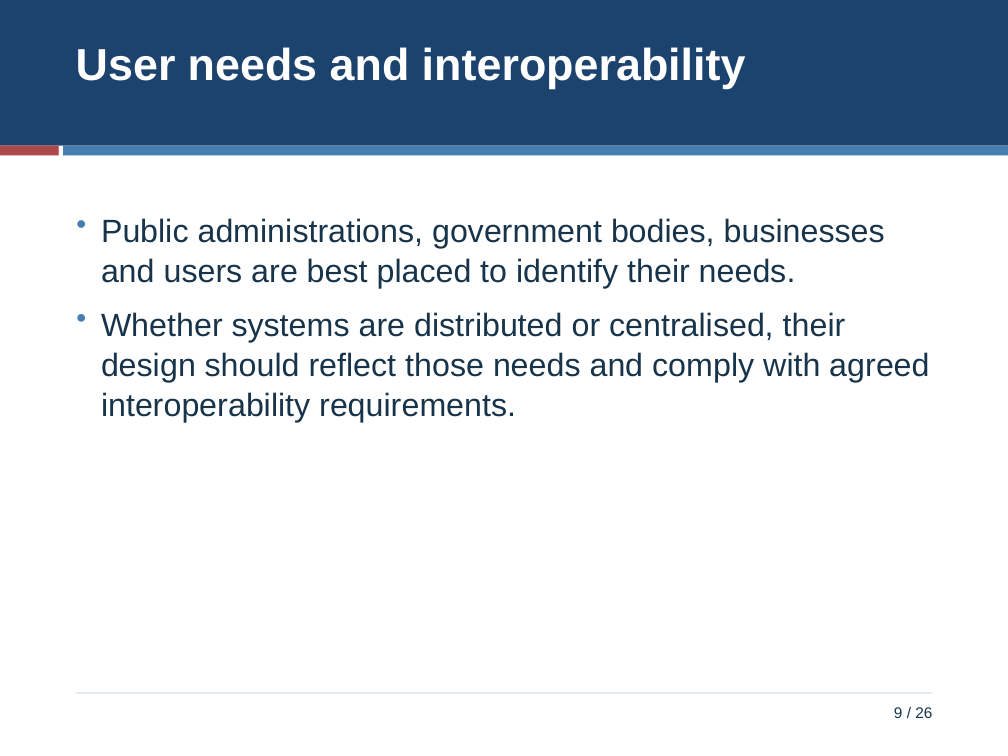 User needs and interoperability
• Public administrations, government bodies, businesses
and users are best placed to identify their needs.
• Whether systems are distributed or centralised, their
design should reflect those needs and comply with agreed
interoperability requirements.
9 / 26